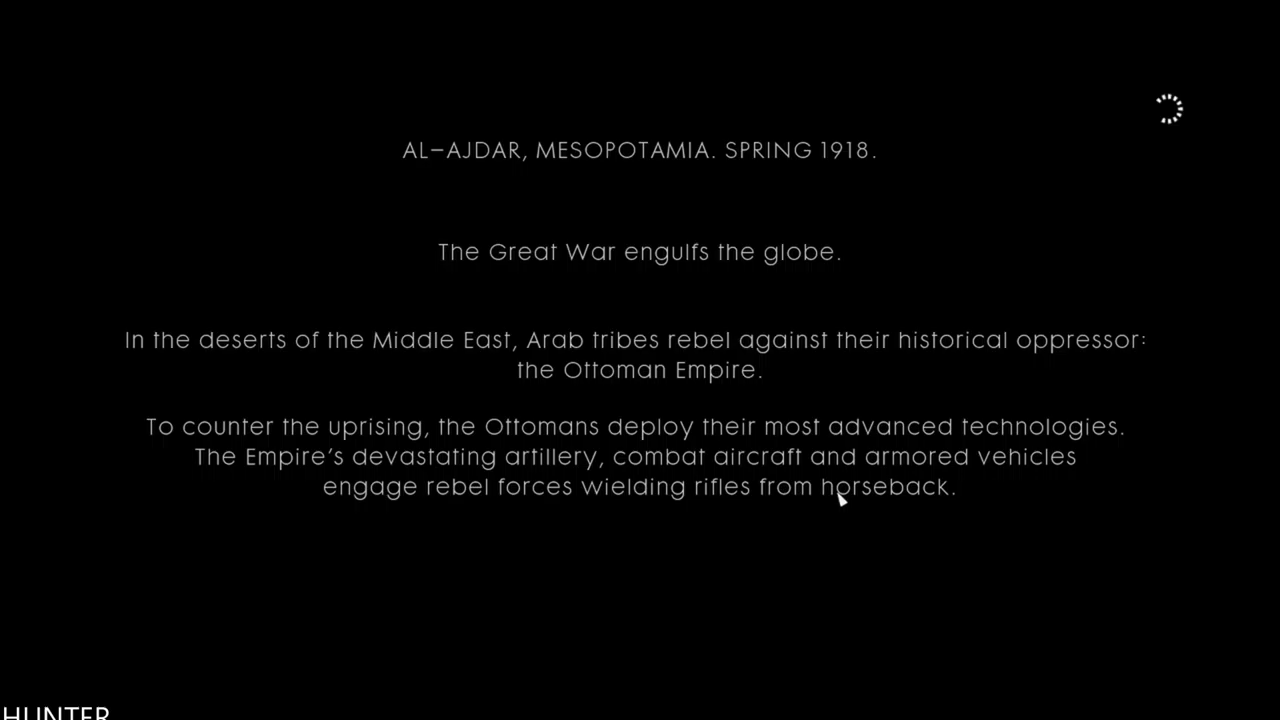 AL–AJDAR, MESOPOTAMIA. SPRING 1918.
The Great War engulfs the globe.
In the deserts of the Middle East, Arab tribes rebel against their historical oppressor:
the Ottoman Empire.
To counter the uprising, the Ottomans deploy their most advanced technologies.
The Empire's devastating artillery, combat aircraft and armored vehicles
engage rebel forces wielding rifles from horseback.
HUNTER